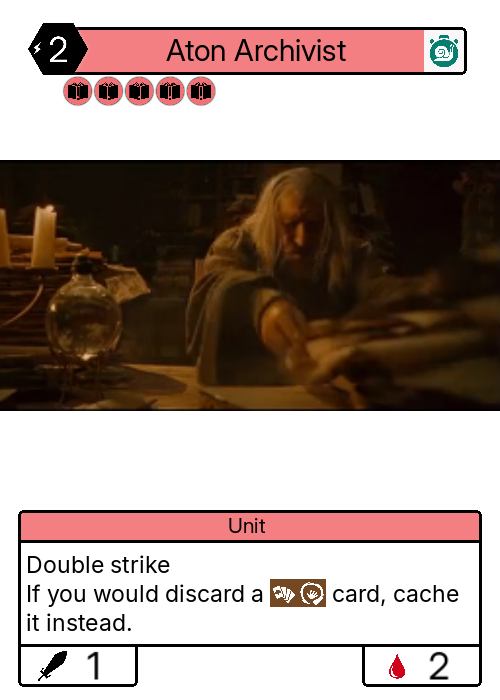 2
Aton Archivist
Unit
Double strike
If you would discard a card, cache
it instead.
1
2